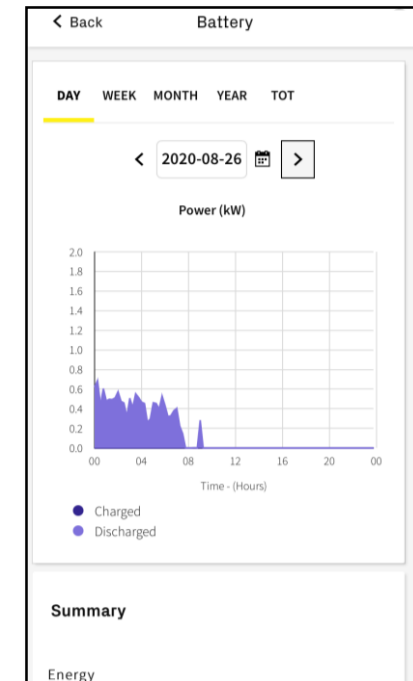 Back Battery
DAY WEEK MONTH YEAR TOT
2020-08-26
Power (kW)
2.0
1.8
1.6
1.4
1.2
1.0
0.8
0.6
0.4
0.2
0.0
00 04 08 12 16 20 00
Time - (Hours)
Charged
Discharged
Summary
Energy